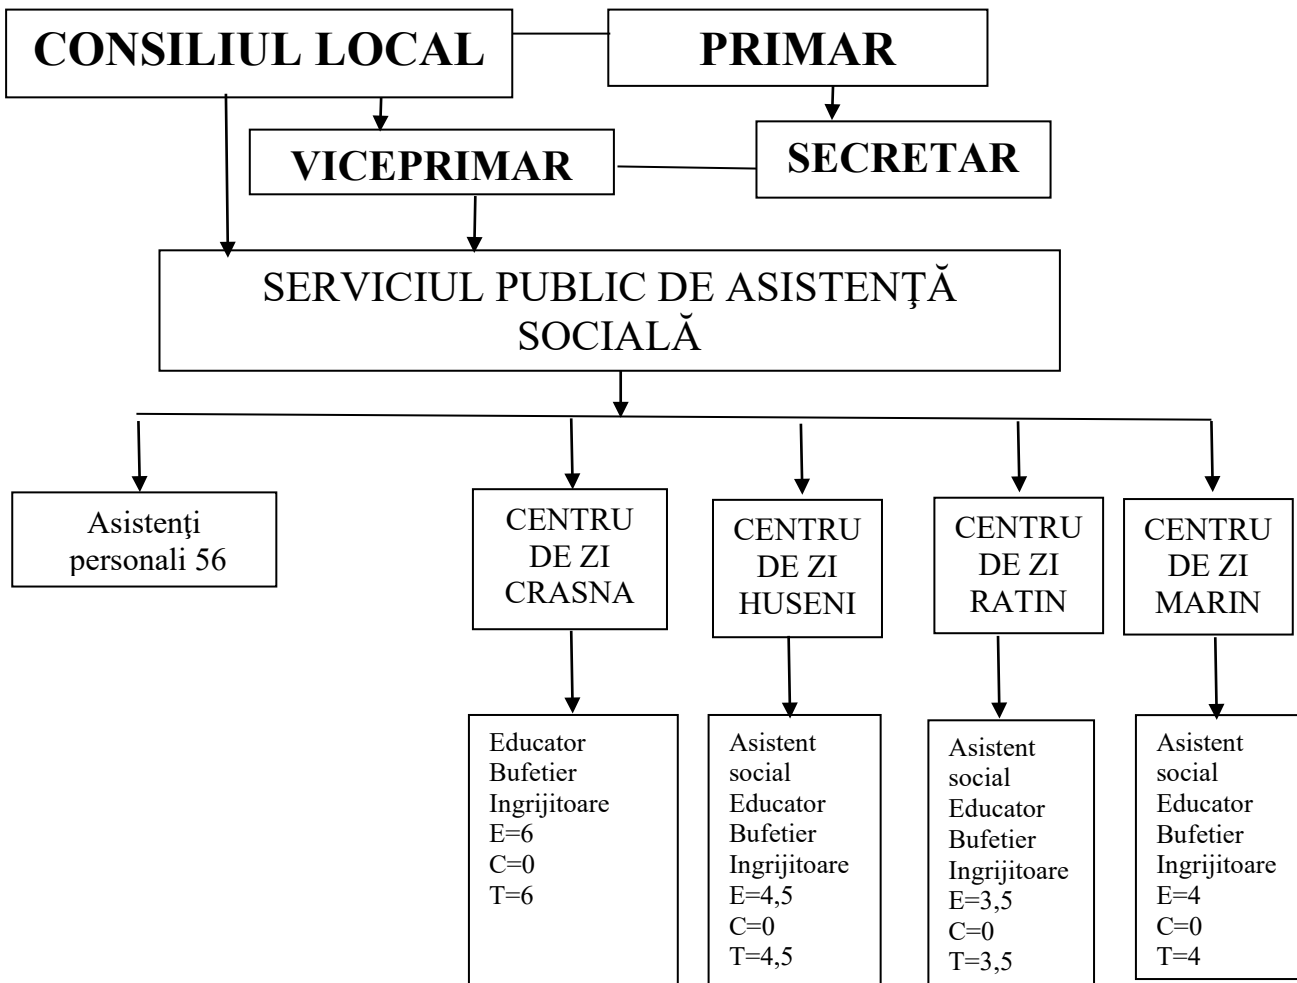 CONSILIUL LOCAL
PRIMAR
VICEPRIMAR
SECRETAR
SERVICIUL PUBLIC DE ASISTENŢĂ
SOCIALĂ
Asistenţi
personali 56
CENTRU
DE ZI
CRASNA
CENTRU
DE ZI
HUSENI
CENTRU
DE ZI
RATIN
CENTRU
DE ZI
MARIN
Educator
Bufetier
Ingrijitoare
E=6
C=0
T=6
Asistent
social
Educator
Bufetier
Ingrijitoare
E=4,5
C=0
T=4,5
Asistent
social
Educator
Bufetier
Ingrijitoare
E=3,5
C=0
T=3,5
Asistent
social
Educator
Bufetier
Ingrijitoare
E=4
C=0
T=4